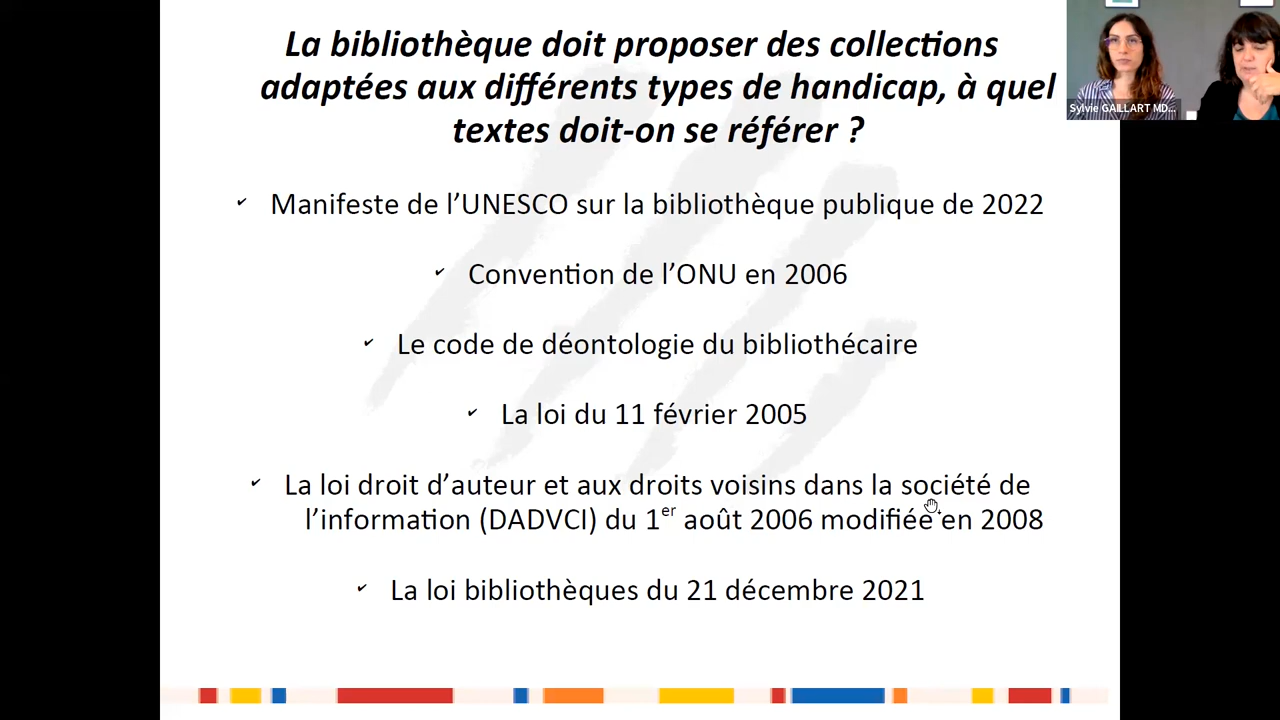 La bibliothèque doit proposer des collections
adaptées aux différents types de handicap, à quel
textes doit-on se référer ?
Sylvie GAILLART MD...
✔ Manifeste de l’UNESCO sur la bibliothèque publique de 2022
✔ Convention de l’ONU en 2006
✔ Le code de déontologie du bibliothécaire
✔ La loi du 11 février 2005
✔ La loi droit d’auteur et aux droits voisins dans la société de
l’information (DADVCI) du 1er août 2006 modifiée en 2008
✔ La loi bibliothèques du 21 décembre 2021